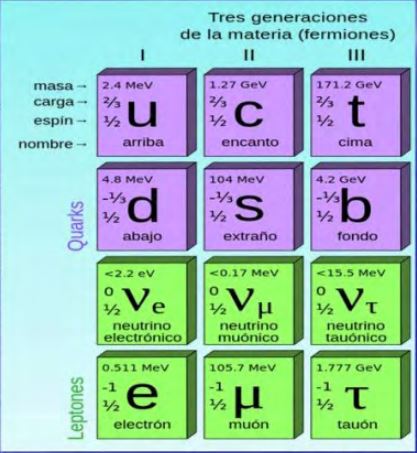 Tres generaciones
de la materia (fermiones)
I II III
masa→ 2.4 MeV 1.27 GeV 171.2 GeV
carga→ ⅔ ⅔ ⅔
espín→ ½ u ½ c ½ t
nombre→ arriba encanto cima
Quarks
4.8 MeV 104 MeV 4.2 GeV
-⅓ -⅓ -⅓
½ d ½ s ½ b
abajo extraño fondo
<2.2 eV <0.17 MeV <15.5 MeV
0 0 0
½ νe ½ νμ ½ ντ
neutrino neutrino neutrino
electrónico muónico tauónico
Leptones
0.511 MeV 105.7 MeV 1.777 GeV
-1 -1 -1
½ e ½ μ ½ τ
electrón muón tauón